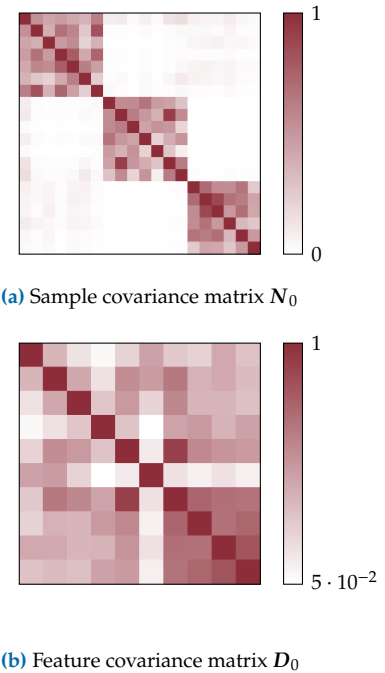 1
0
(a) Sample covariance matrix N₀
1
5 · 10⁻²
(b) Feature covariance matrix D₀